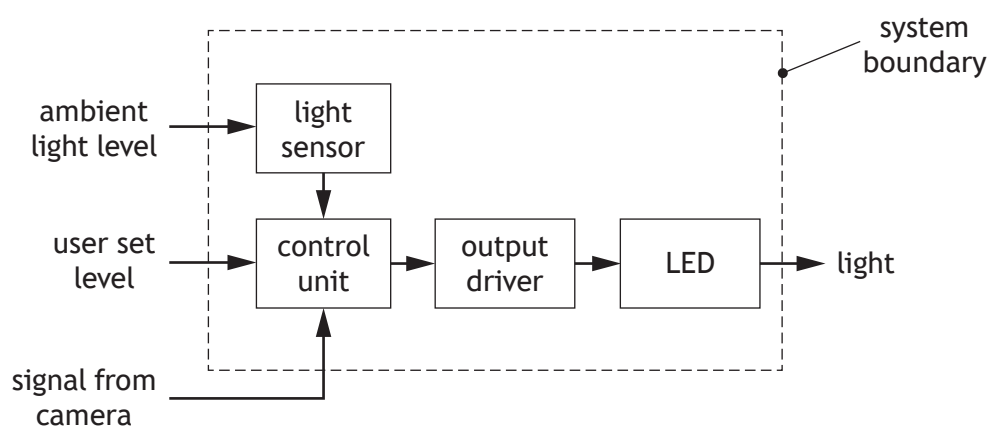 system
boundary
ambient
light level
light
sensor
user set
level
control
unit
output
driver
LED
light
signal from
camera